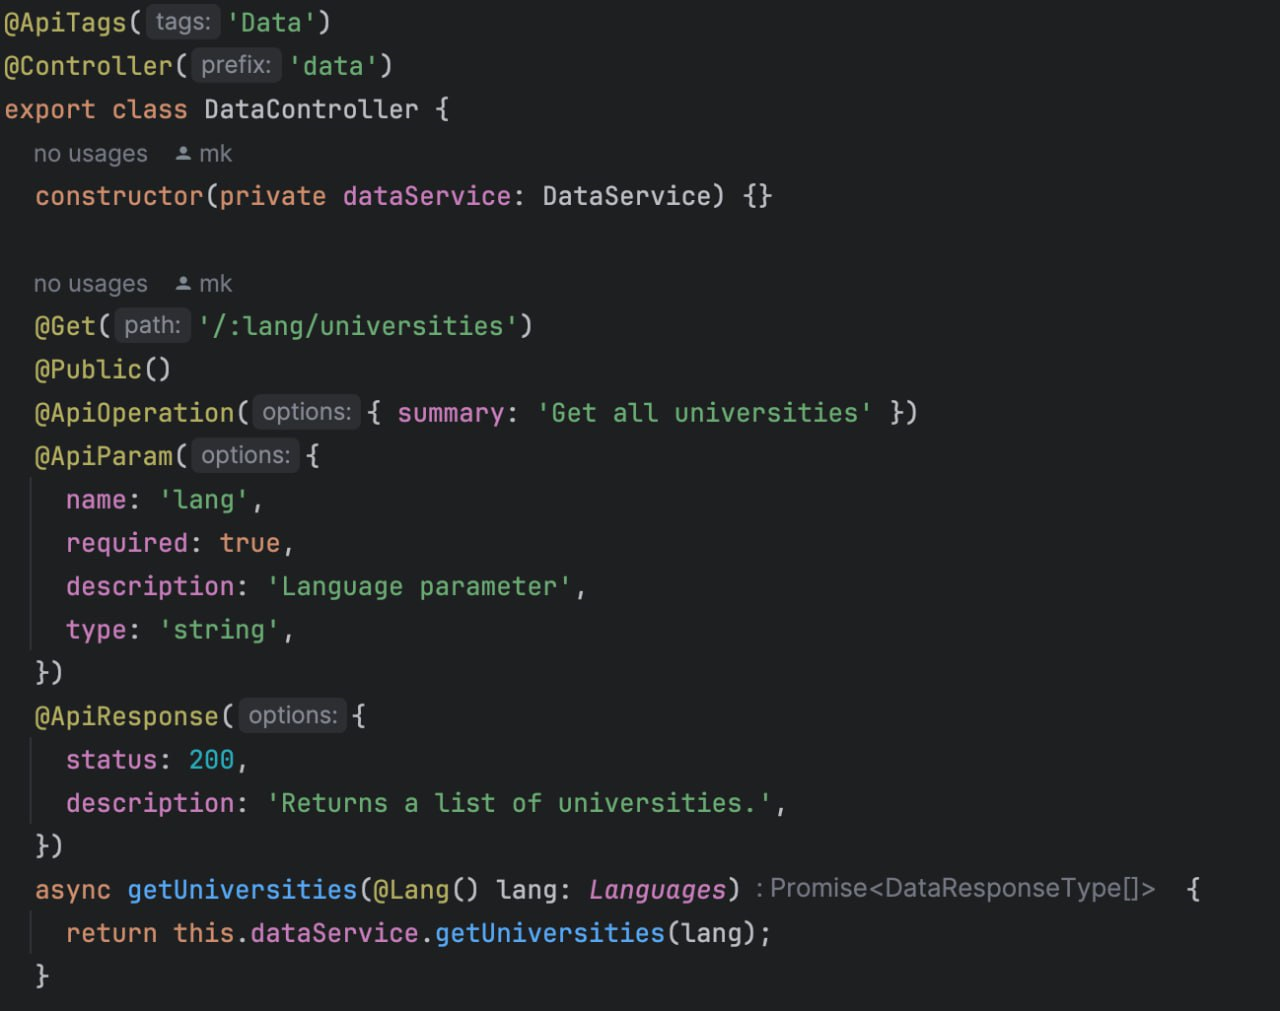 @ApiTags( tags: 'Data')
@Controller( prefix: 'data')
export class DataController {
no usages mk
constructor(private dataService: DataService) {}
no usages mk
@Get( path: '/:lang/universities')
@Public()
@ApiOperation( options: { summary: 'Get all universities' })
@ApiParam( options: {
name: 'lang',
required: true,
description: 'Language parameter',
type: 'string',
})
@ApiResponse( options: {
status: 200,
description: 'Returns a list of universities.',
})
async getUniversities(@Lang() lang: Languages) : Promise<DataResponseType[]> {
return this.dataService.getUniversities(lang);
}